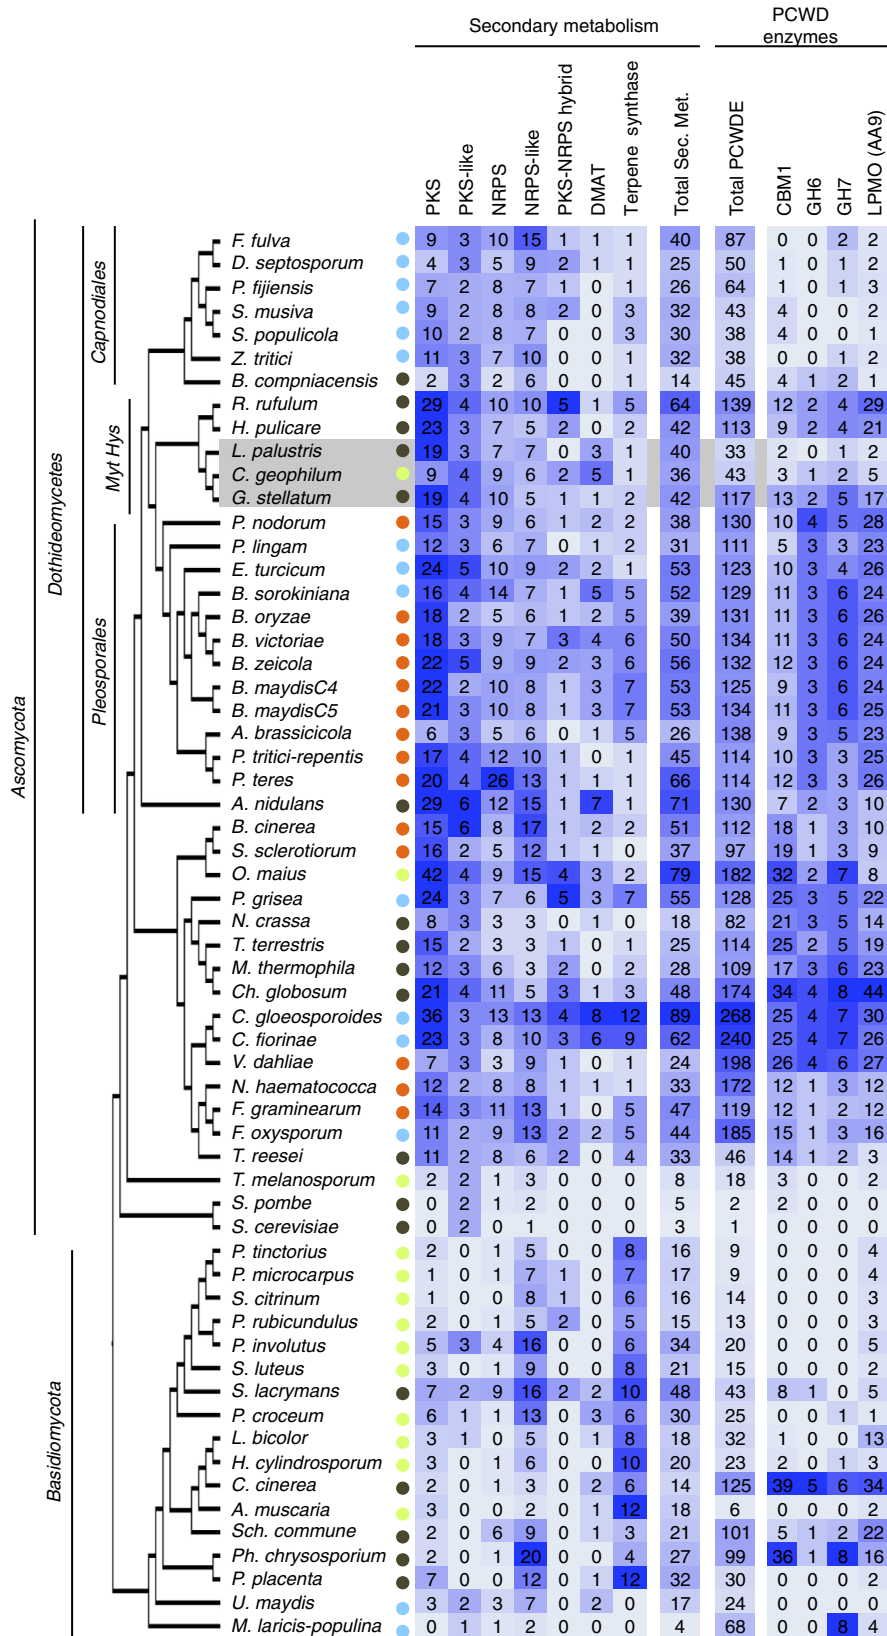 Secondary metabolism
PCWD enzymes
PKS PKS-like NRPS NRPS-like PKS-NRPS hybrid DMAT Terpene synthase Total Sec. Met. Total PCWDE CBM1 GH6 GH7 LPMO (AA9)
Ascomycota
Dothideomycetes
Capnodiales
F. fulva 9 3 10 15 1 1 1 40 87 0 0 2 2
D. septosporum 4 3 5 9 2 1 1 25 50 1 0 1 2
P. fijiensis 7 2 8 7 1 0 1 26 64 1 0 1 3
S. musiva 9 2 8 8 2 0 3 32 43 4 0 0 2
S. populicola 10 2 8 7 0 0 3 30 38 4 0 0 1
Z. tritici 11 3 7 10 0 0 1 32 38 0 0 1 2
B. compniacensis 2 3 2 6 0 0 1 14 45 4 1 2 1
Myt Hys
R. rufulum 29 4 10 10 5 1 5 64 139 12 2 4 29
H. pulicare 23 3 7 5 2 0 2 42 113 9 2 4 21
L. palustris 19 3 7 7 0 3 1 40 33 2 0 1 2
C. geophilum 9 4 9 6 2 5 1 36 43 3 1 2 5
G. stellatum 19 4 10 5 1 1 2 42 117 13 2 5 17
Pleosporales
P. nodorum 15 3 9 6 1 2 2 38 130 10 4 5 28
P. lingam 12 3 6 7 0 1 2 31 111 5 3 3 23
E. turcicum 24 5 10 9 2 2 1 53 123 10 3 4 26
B. sorokiniana 16 4 14 7 1 5 5 52 129 11 3 6 24
B. oryzae 18 2 5 6 1 2 5 39 131 11 3 6 26
B. victoriae 18 3 9 7 3 4 6 50 134 11 3 6 24
B. zeicola 22 5 9 9 2 3 6 56 132 12 3 6 24
B. maydisC4 22 2 10 8 1 3 7 53 125 9 3 6 24
B. maydisC5 21 3 10 8 1 3 7 53 134 11 3 6 25
A. brassicicola 6 3 5 6 0 1 5 26 138 9 3 5 23
P. tritici-repentis 17 4 12 10 1 0 1 45 114 10 3 3 25
P. teres 20 4 26 13 1 1 1 66 114 12 3 3 26
A. nidulans 29 6 12 15 1 7 1 71 130 7 2 3 10
B. cinerea 15 6 8 17 1 2 2 51 112 18 1 3 10
S. sclerotiorum 16 2 5 12 1 1 0 37 97 19 1 3 9
O. maius 42 4 9 15 4 3 2 79 182 32 2 7 8
P. grisea 24 3 7 6 5 3 7 55 128 25 3 5 22
N. crassa 8 3 3 3 0 1 0 18 82 21 3 5 14
T. terrestris 15 2 3 3 1 0 1 25 114 25 2 5 19
M. thermophila 12 3 6 3 2 0 2 28 109 17 3 6 23
Ch. globosum 21 4 11 5 3 1 3 48 174 34 4 8 44
C. gloeosporoides 36 3 13 13 4 8 12 89 268 25 4 7 30
C. fiorinae 23 3 8 10 3 6 9 62 240 25 4 7 26
V. dahliae 7 3 3 9 1 0 1 24 198 26 4 6 27
N. haematococca 12 2 8 8 1 1 1 33 172 12 1 3 12
F. graminearum 14 3 11 13 1 0 5 47 119 12 1 2 12
F. oxysporum 11 2 9 13 2 2 5 44 185 15 1 3 16
T. reesei 11 2 8 6 2 0 4 33 46 14 1 2 3
T. melanosporum 2 2 1 3 0 0 0 8 18 3 0 0 2
S. pombe 0 2 1 2 0 0 0 5 2 2 0 0 0
S. cerevisiae 0 2 0 1 0 0 0 3 1 0 0 0 0
Basidiomycota
P. tinctorius 2 0 1 5 0 0 8 16 9 0 0 0 4
P. microcarpus 1 0 1 7 1 0 7 17 9 0 0 0 4
S. citrinum 1 0 0 8 1 0 6 16 14 0 0 0 3
P. rubicundulus 2 0 1 5 2 0 5 15 13 0 0 0 3
P. involutus 5 3 4 16 0 0 6 34 20 0 0 0 5
S. luteus 3 0 1 9 0 0 8 21 15 0 0 0 2
S. lacrymans 7 2 9 16 2 2 10 48 43 8 1 0 5
P. croceum 6 1 1 13 0 3 6 30 25 0 0 1 1
L. bicolor 3 1 0 5 0 1 8 18 32 1 0 0 13
H. cylindrosporum 3 0 1 6 0 0 10 20 23 2 0 1 3
C. cinerea 2 0 1 3 0 2 6 14 125 39 5 6 34
A. muscaria 3 0 0 2 0 1 12 18 6 0 0 0 2
Sch. commune 2 0 6 9 0 1 3 21 101 5 1 2 22
Ph. chrysosporium 2 0 1 20 0 0 4 27 99 36 1 8 16
P. placenta 7 0 0 12 0 1 12 32 30 0 0 0 2
U. maydis 3 2 3 7 0 2 0 17 24 0 0 0 0
M. laricis-populina 0 1 1 2 0 0 0 4 68 0 0 8 4